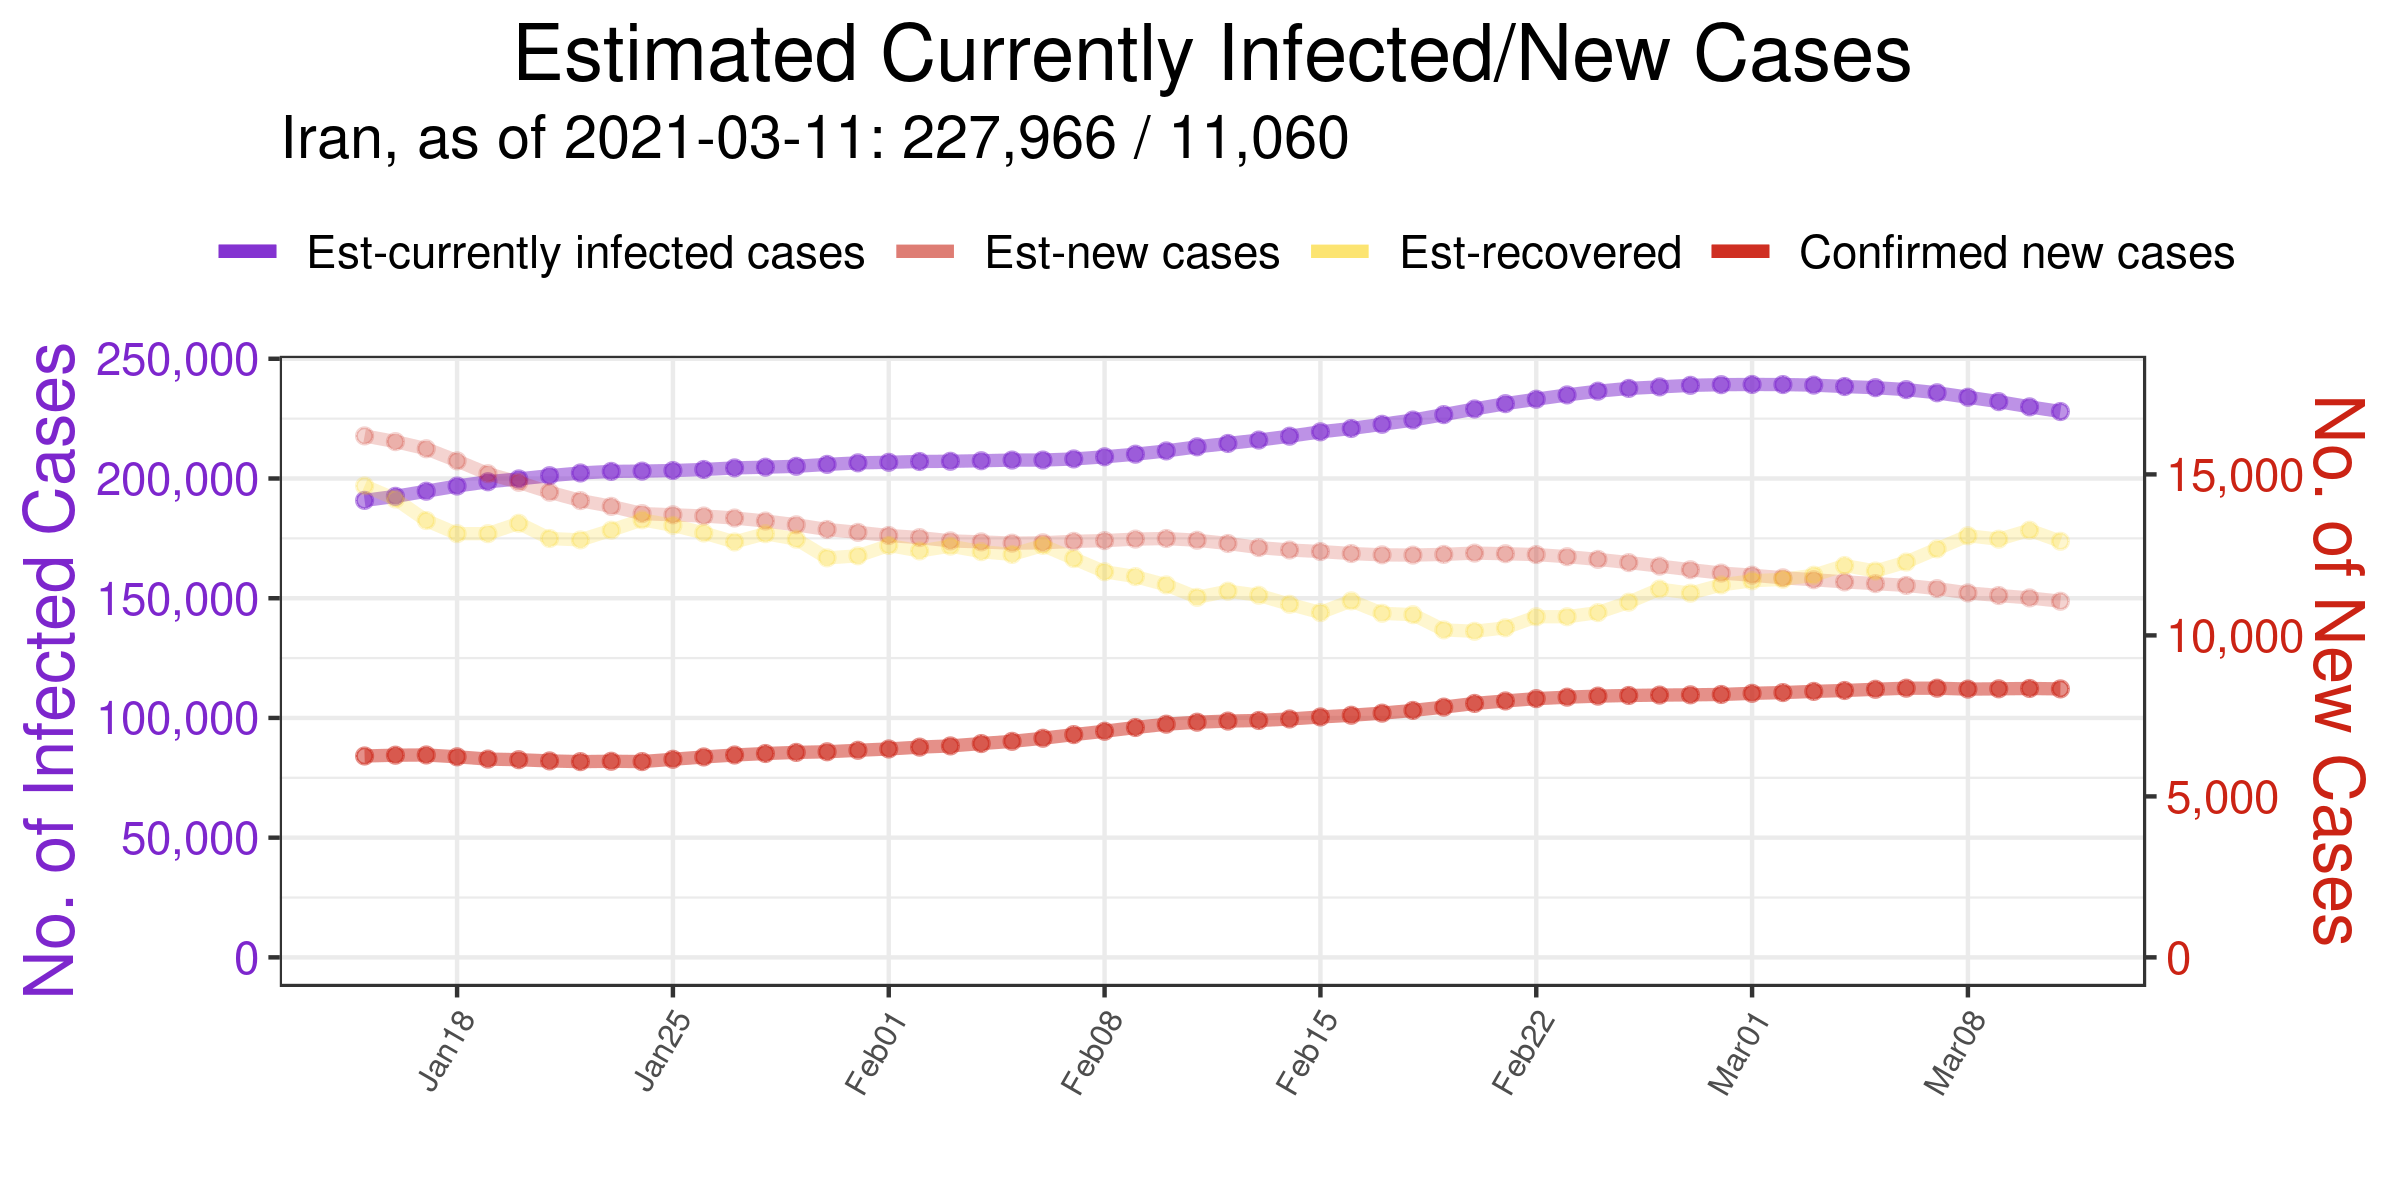 Estimated Currently Infected/New Cases
Iran, as of 2021-03-11: 227,966 / 11,060
Est-currently infected cases
Est-new cases
Est-recovered
Confirmed new cases
No. of Infected Cases
250,000
200,000
150,000
100,000
50,000
0
15,000
10,000
5,000
0
No. of New Cases
Jan18
Jan25
Feb01
Feb08
Feb15
Feb22
Mar01
Mar08